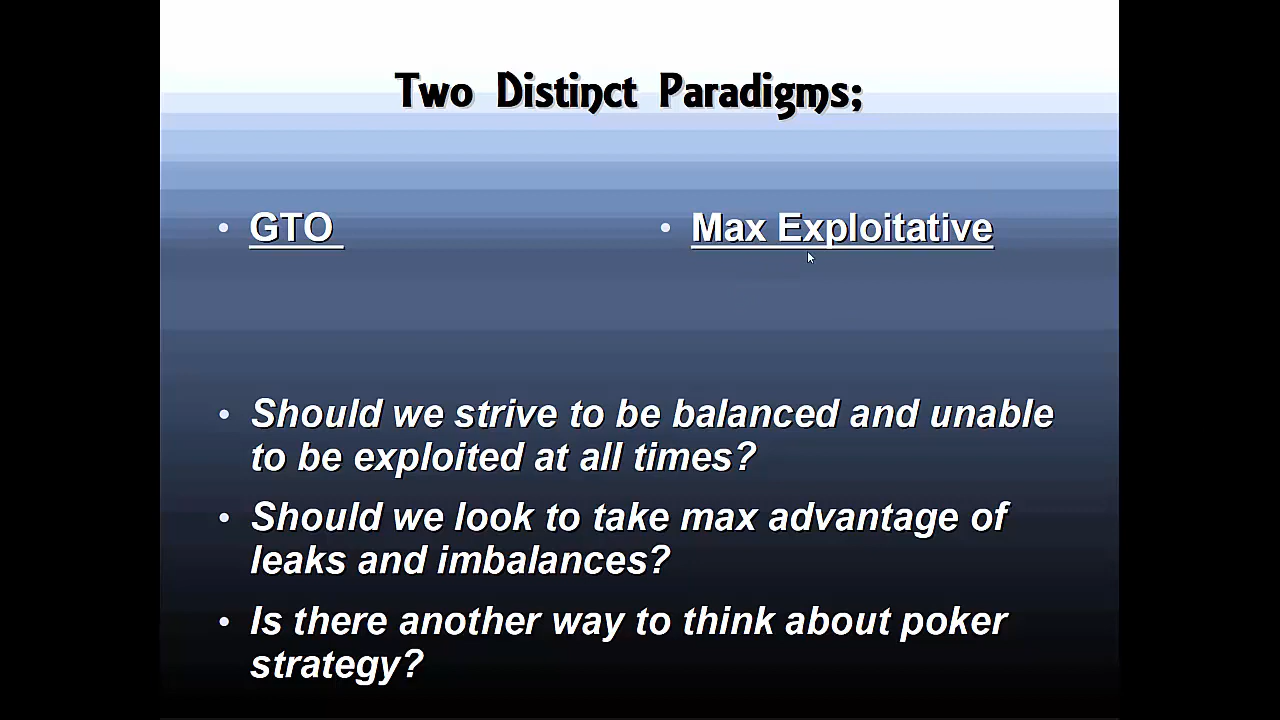 Two Distinct Paradigms;
• GTO
• Max Exploitative
• Should we strive to be balanced and unable
to be exploited at all times?
• Should we look to take max advantage of
leaks and imbalances?
• Is there another way to think about poker
strategy?